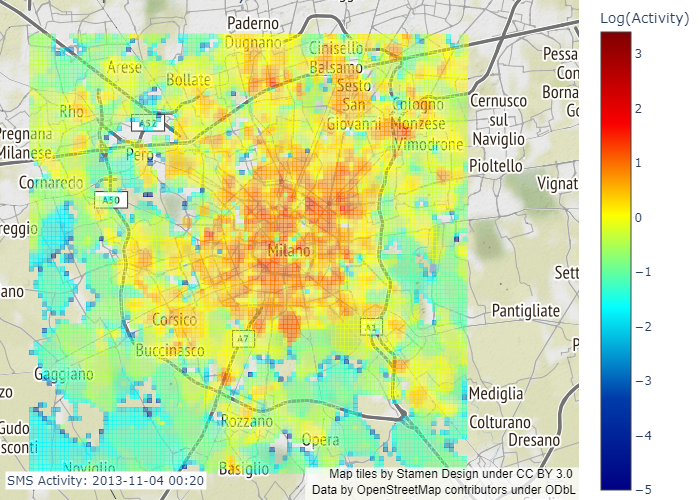 Paderno
Dugnano
Cinisello
Balsamo
Arese
Bollate
Sesto
San
Giovanni
Cologno
Monzese
Vimodrone
Cernusco
sul
Naviglio
Pioltello
Pessa
Con
Borna
Go
Rho
A52
Pregnana
Milanese
Pero
Cornaredo
A50
Vignat
reggio
Milano
Sett
ano
Pantigliate
Corsico
A1
A7
Buccinasco
P
Gaggiano
zo
Mediglia
Rozzano
Colturano
Gudo
sconti
Opera
Dresano
Noviglio
Basiglio
SMS Activity: 2013-11-04 00:20
Map tiles by Stamen Design under CC BY 3.0
Data by OpenStreetMap contributors under ODbL
Log(Activity)
3
2
1
0
−1
−2
−3
−4
−5